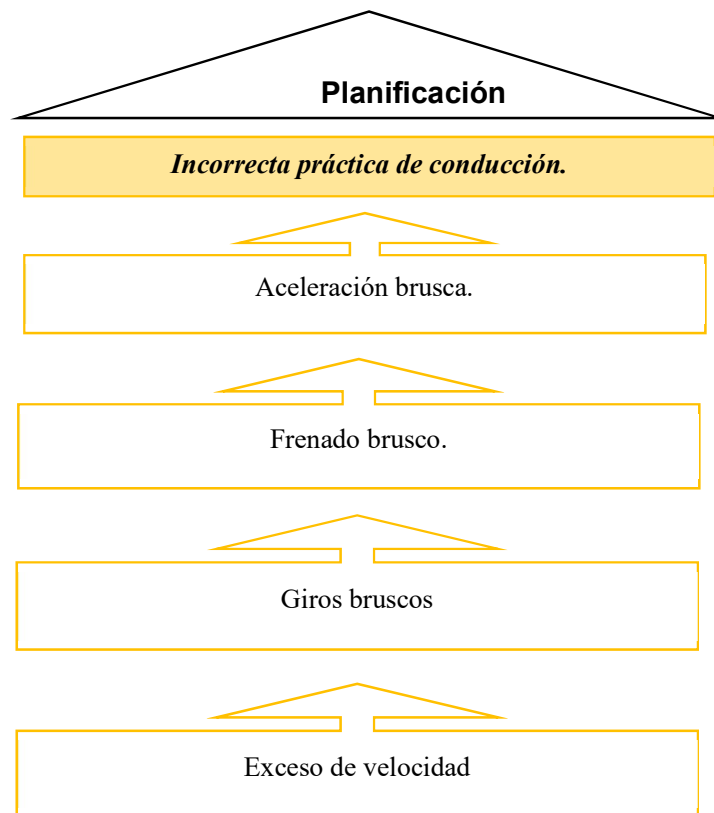 Planificación
Incorrecta práctica de conducción.
Aceleración brusca.
Frenado brusco.
Giros bruscos
Exceso de velocidad